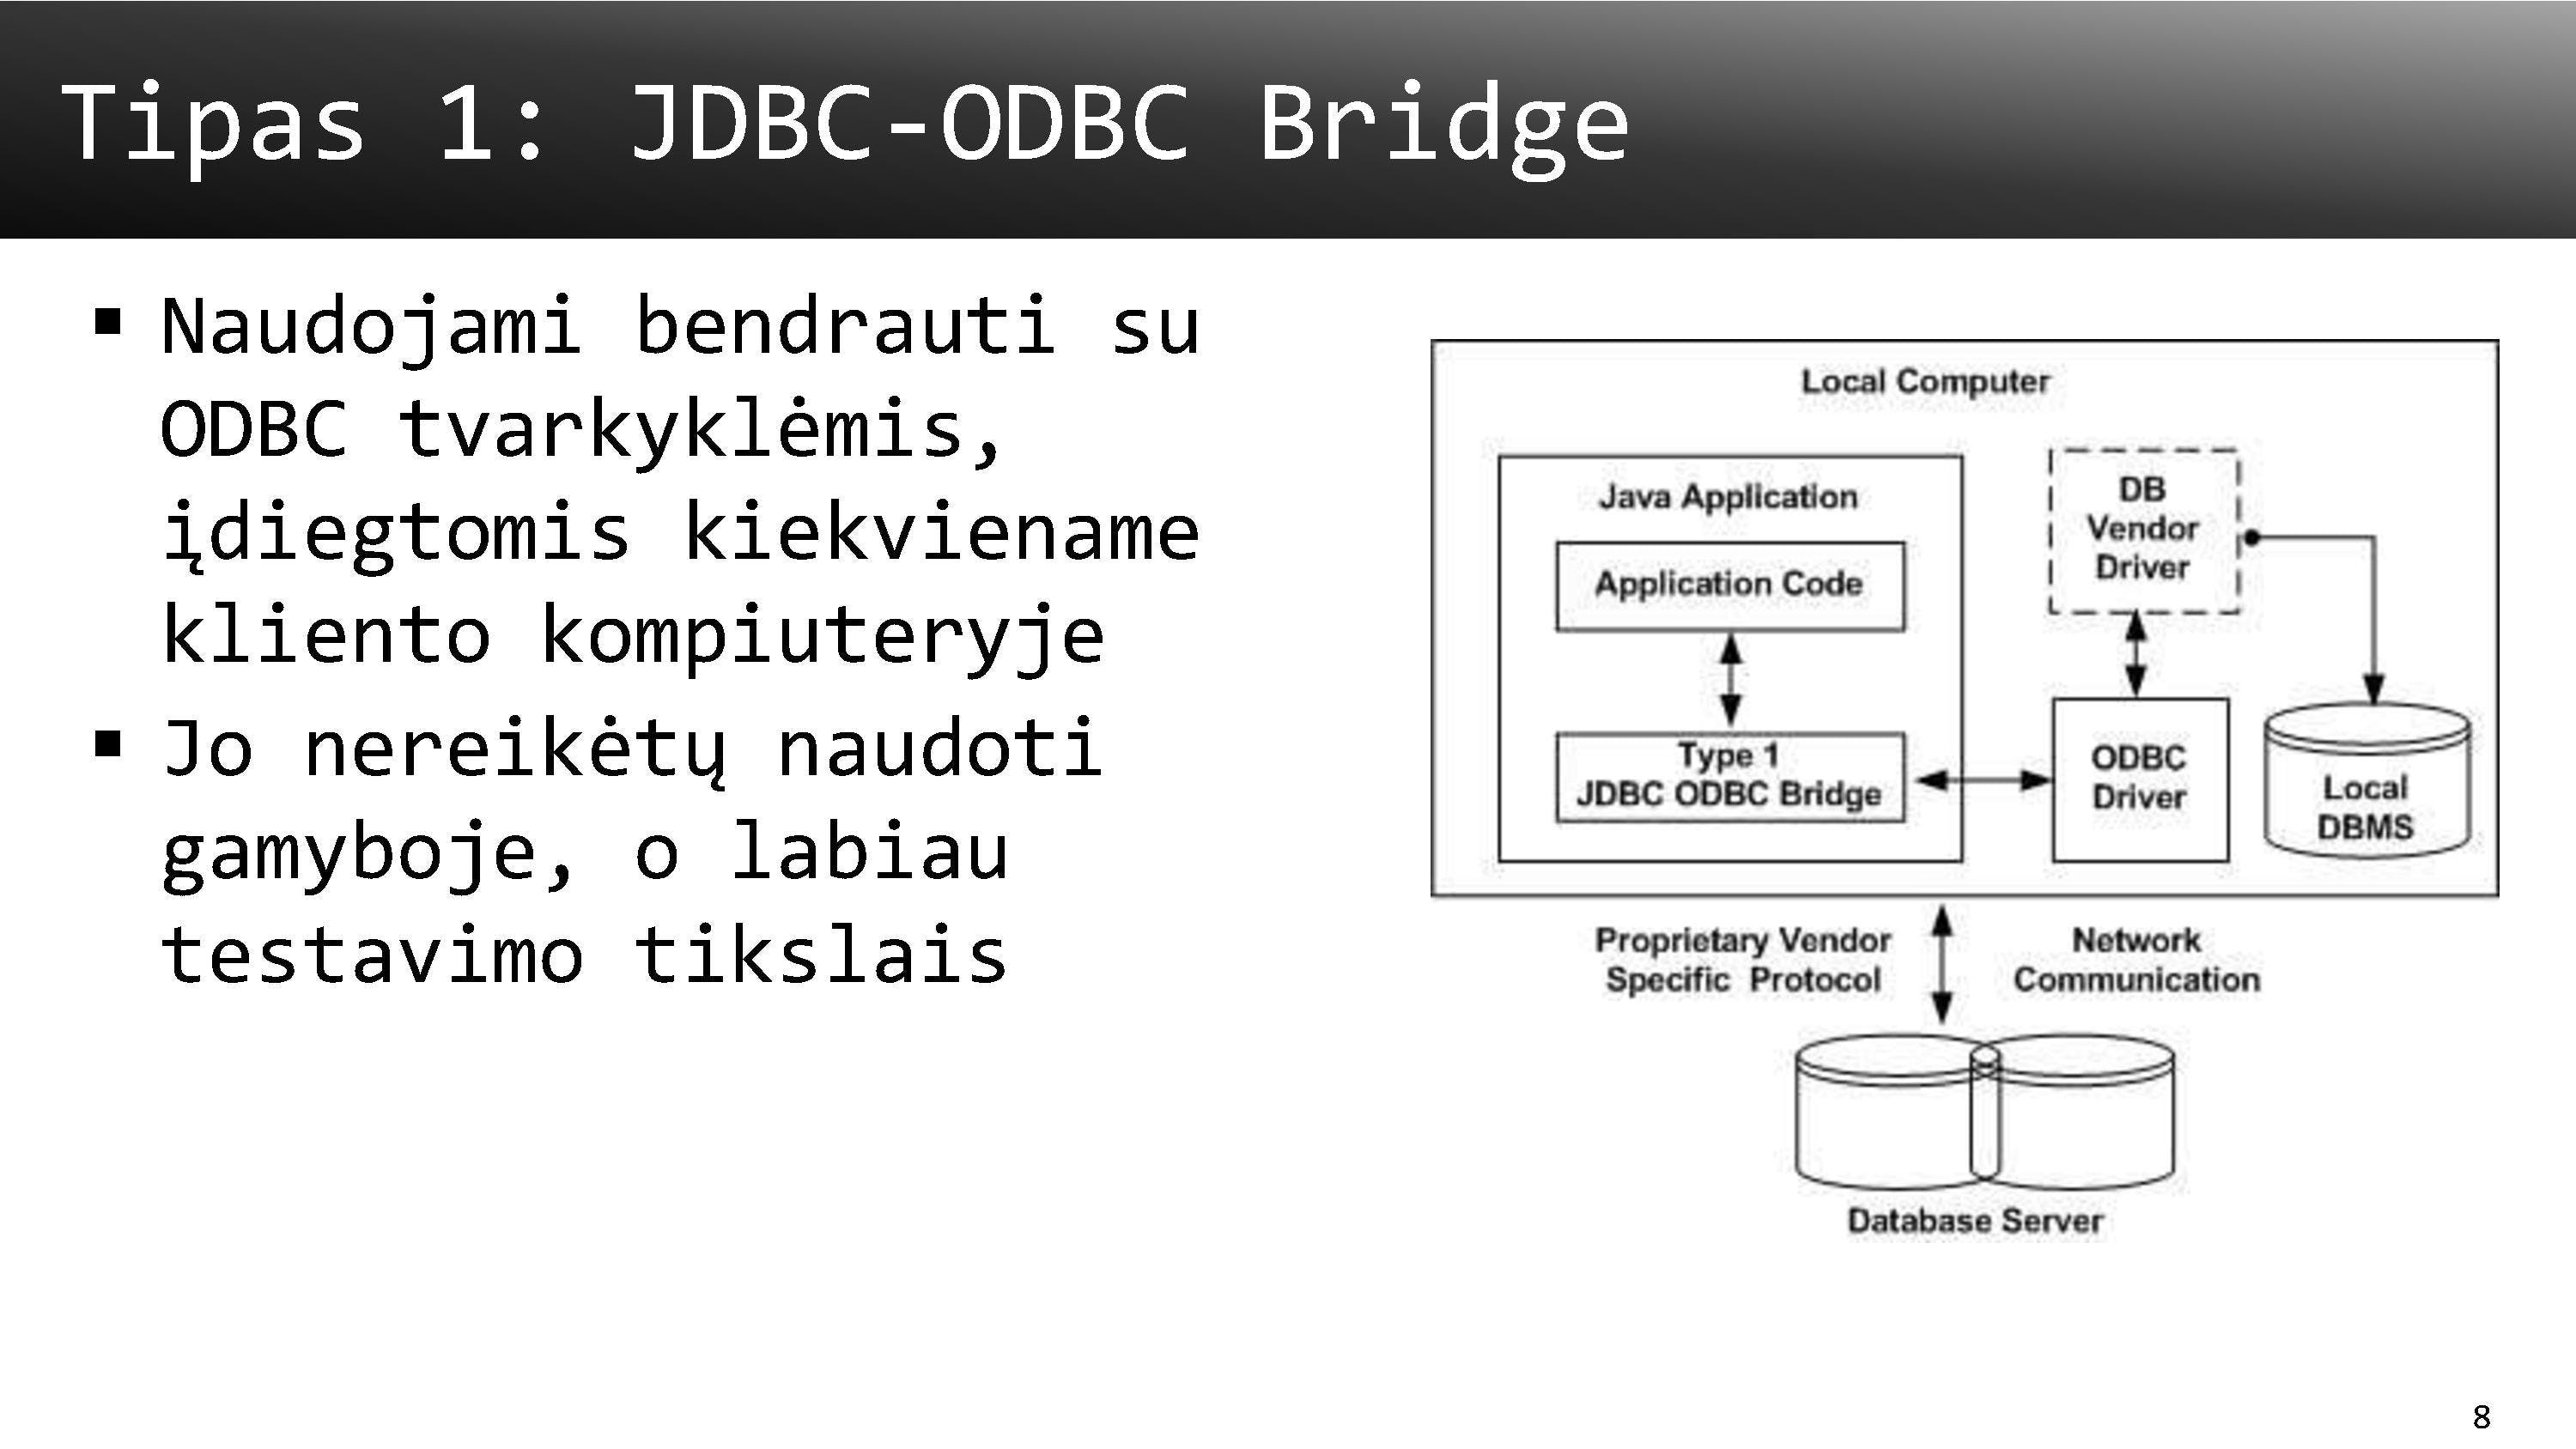 Tipas 1: JDBC-ODBC Bridge
▪ Naudojami bendrauti su
ODBC tvarkyklėmis,
įdiegtomis kiekviename
kliento kompiuteryje
▪ Jo nereikėtų naudoti
gamyboje, o labiau
testavimo tikslais
Local Computer
Java Application
Application Code
Type 1
JDBC ODBC Bridge
DB
Vendor
Driver
ODBC
Driver
Local
DBMS
Proprietary Vendor
Specific Protocol
Network
Communication
Database Server
8